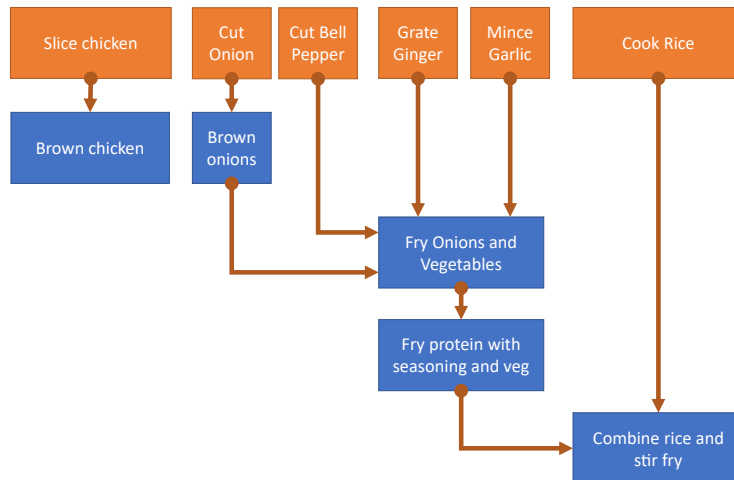 Slice chicken
Cut
Onion
Cut Bell
Pepper
Grate
Ginger
Mince
Garlic
Cook Rice
Brown chicken
Brown
onions
Fry Onions and
Vegetables
Fry protein with
seasoning and veg
Combine rice and
stir fry